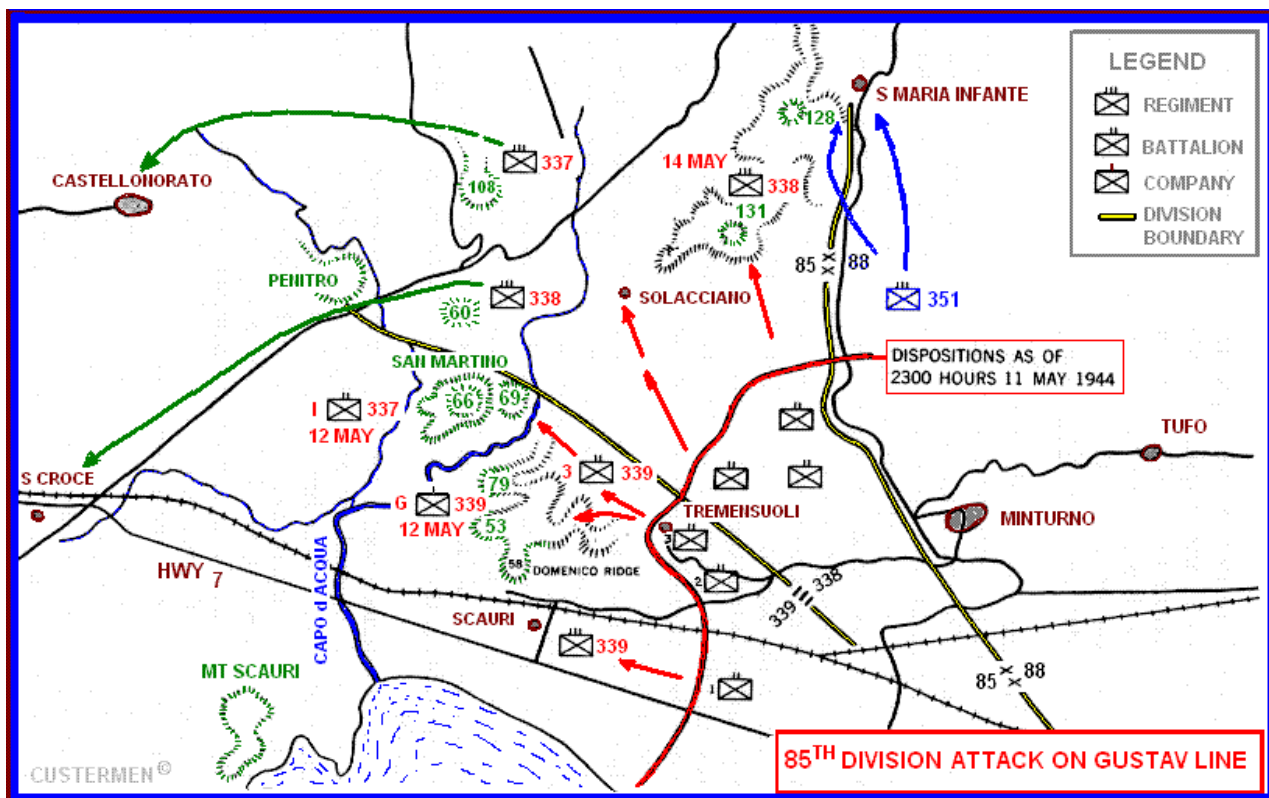 LEGEND
REGIMENT
BATTALION
COMPANY
DIVISION
BOUNDARY
S MARIA INFANTE
128
14 MAY
338
131
337
108
CASTELLONORATO
PENITRO
338
60
SOLACCIANO
85 XX 88
351
DISPOSITIONS AS OF
2300 HOURS 11 MAY 1944
SAN MARTINO
66
69
I 337
12 MAY
TUFO
S CROCE
3 339
79
G 339
12 MAY
53
TREMENSUOLI
3
MINTURNO
58
DOMENICO RIDGE
2
HWY 7
CAPO d ACQUA
339 III 338
SCAURI
339
1
85 XX 88
MT SCAURI
85TH DIVISION ATTACK ON GUSTAV LINE
CUSTERMEN©